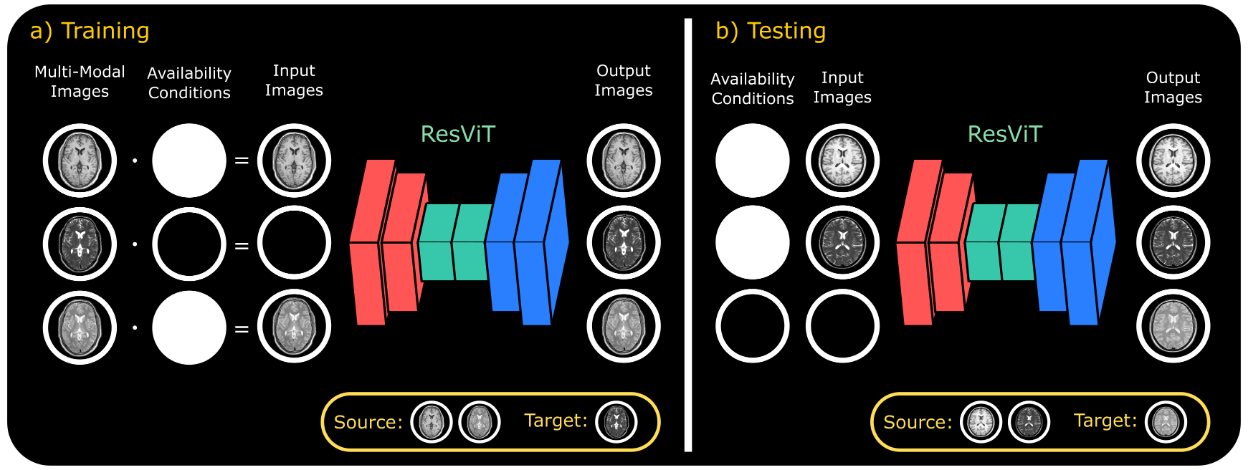 a) Training
Multi-Modal
Images
Availability
Conditions
Input
Images
·
=
·
=
·
=
ResViT
Output
Images
Source:
Target:
b) Testing
Availability
Conditions
Input
Images
ResViT
Output
Images
Source:
Target: